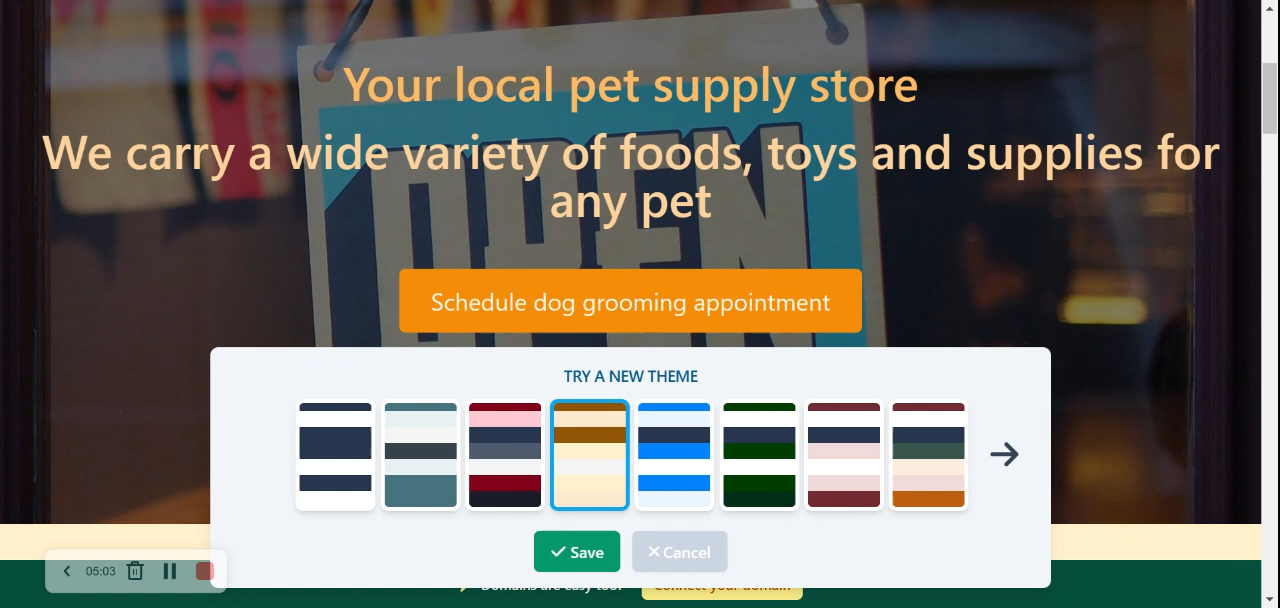 Your local pet supply store
We carry a wide variety of foods, toys and supplies for
any pet
OPEN
Schedule dog grooming appointment
TRY A NEW THEME
Save
Cancel
05:03
Domains are easy too!
Connect your domain